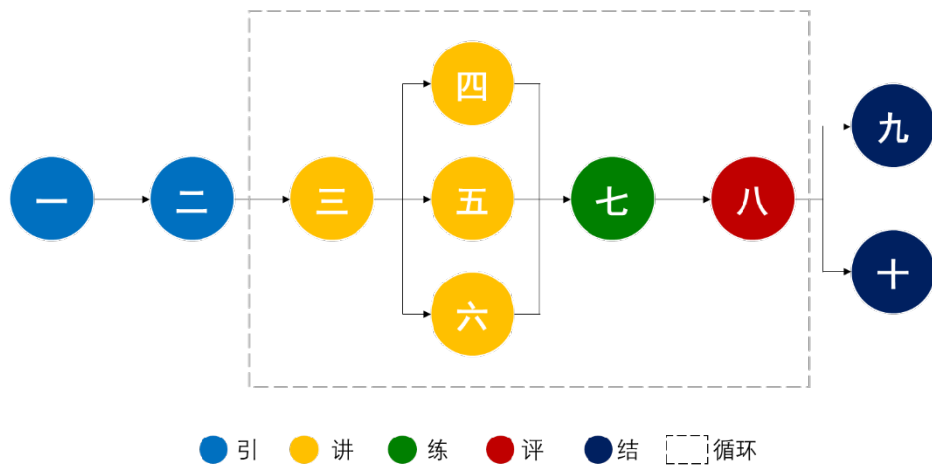 四
九
一 二 三 五 七 八
十
六
引 讲 练 评 结 循环